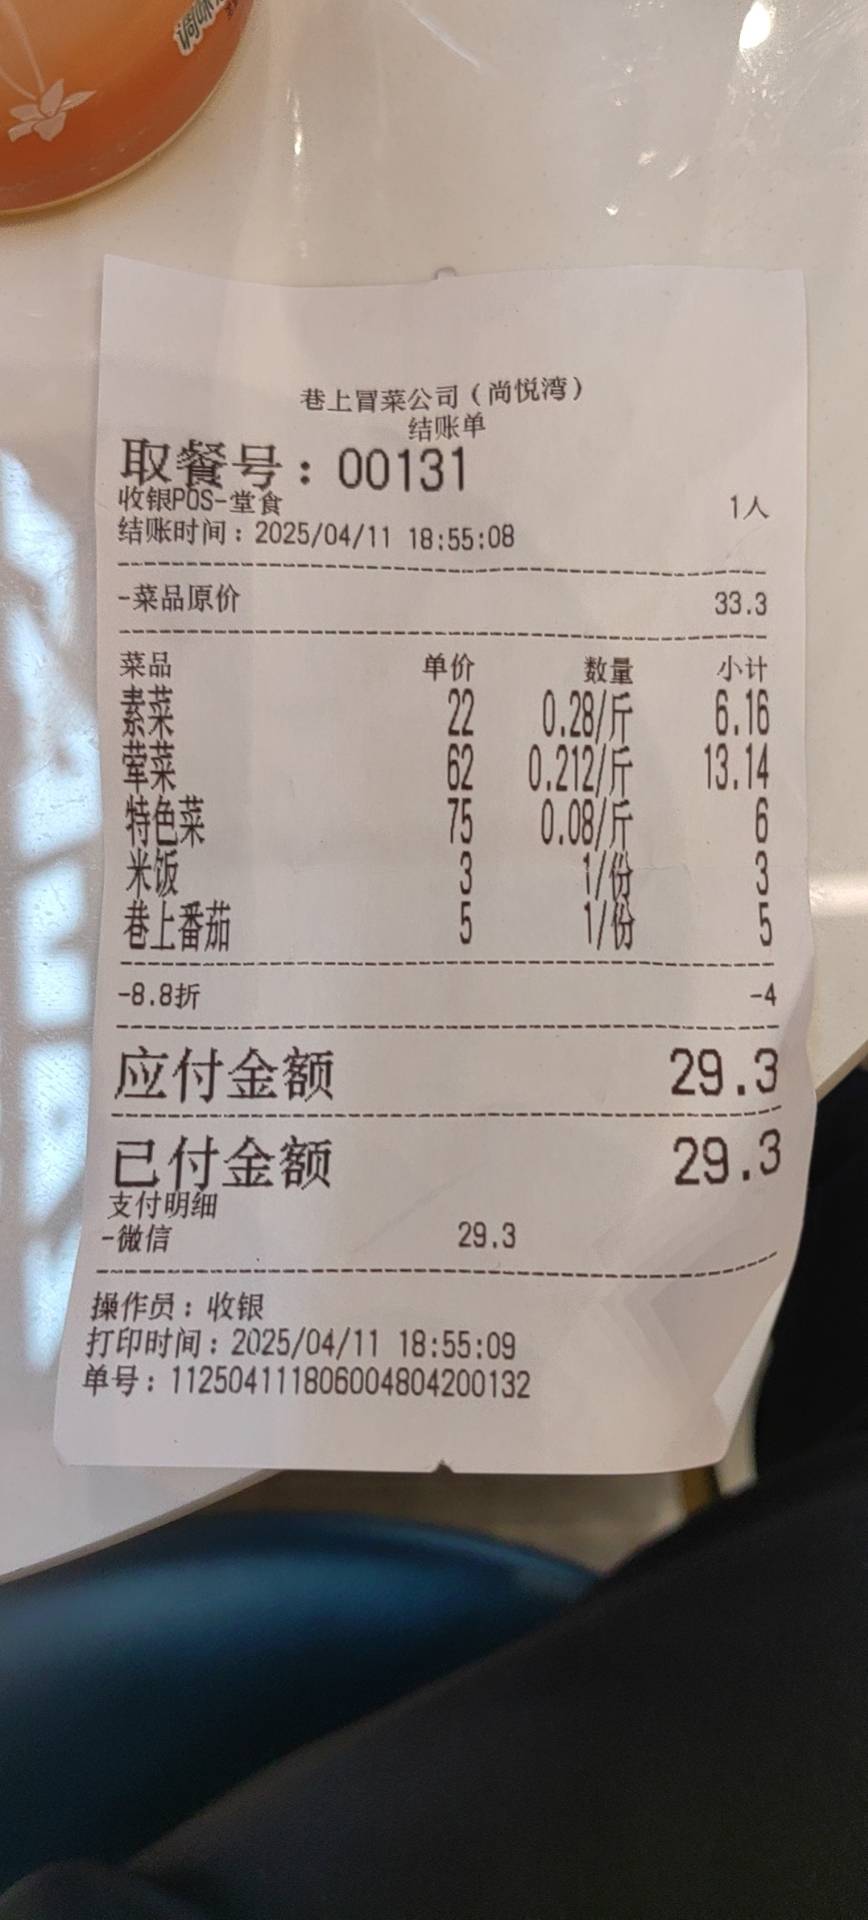 调味
巷上冒菜公司（尚悦湾）
结账单
取餐号：00131
收银POS-堂食 1人
结账时间：2025/04/11 18:55:08
-菜品原价 33.3
菜品 单价 数量 小计
素菜 22 0.28/斤 6.16
荤菜 62 0.212/斤 13.14
特色菜 75 0.08/斤 6
米饭 3 1/份 3
巷上番茄 5 1/份 5
-8.8折 -4
应付金额 29.3
已付金额 29.3
支付明细
-微信 29.3
操作员：收银
打印时间：2025/04/11 18:55:09
单号：112504111806004804200132